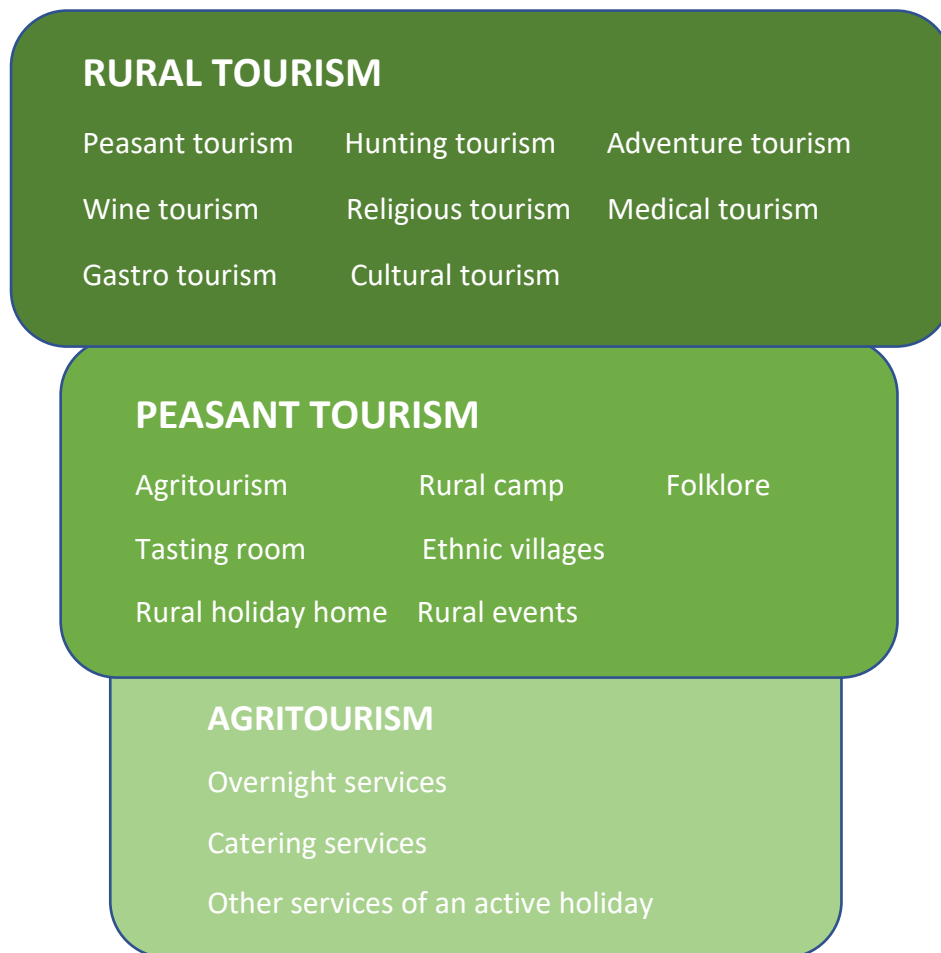 RURAL TOURISM
Peasant tourism Hunting tourism Adventure tourism
Wine tourism Religious tourism Medical tourism
Gastro tourism Cultural tourism
PEASANT TOURISM
Agritourism Rural camp Folklore
Tasting room Ethnic villages
Rural holiday home Rural events
AGRITOURISM
Overnight services
Catering services
Other services of an active holiday